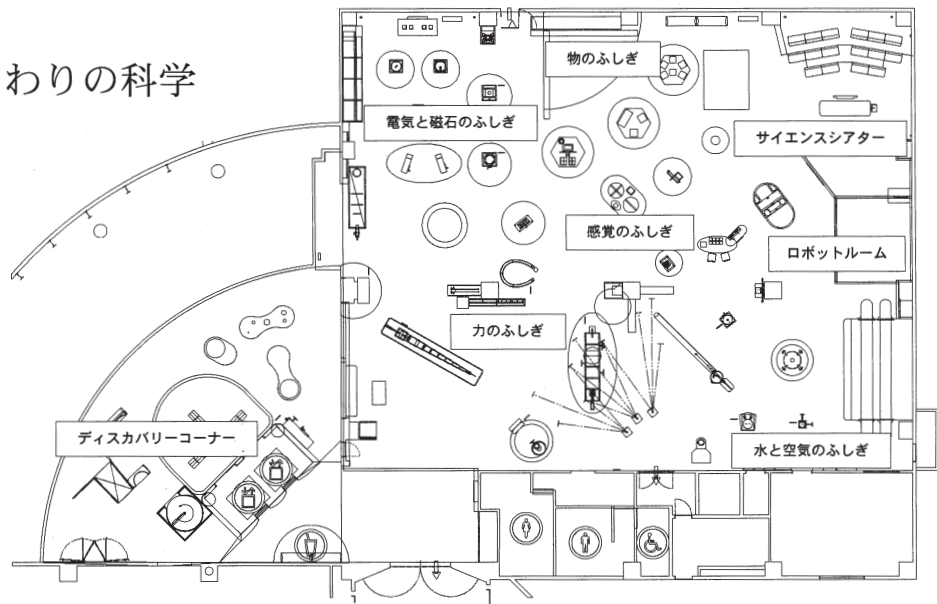 わりの科学
物のふしぎ
電気と磁石のふしぎ
サイエンスシアター
感覚のふしぎ
ロボットルーム
力のふしぎ
ディスカバリーコーナー
水と空気のふしぎ